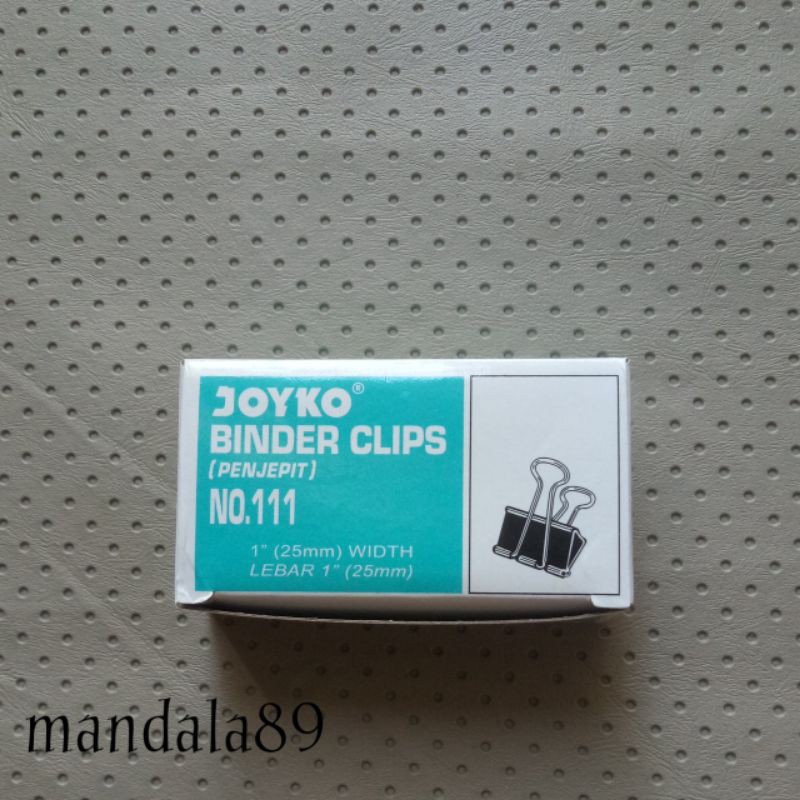 JOYKO®
BINDER CLIPS
(PENJEPIT)
NO.111
1" (25mm) WIDTH
LEBAR 1" (25mm)
mandala89